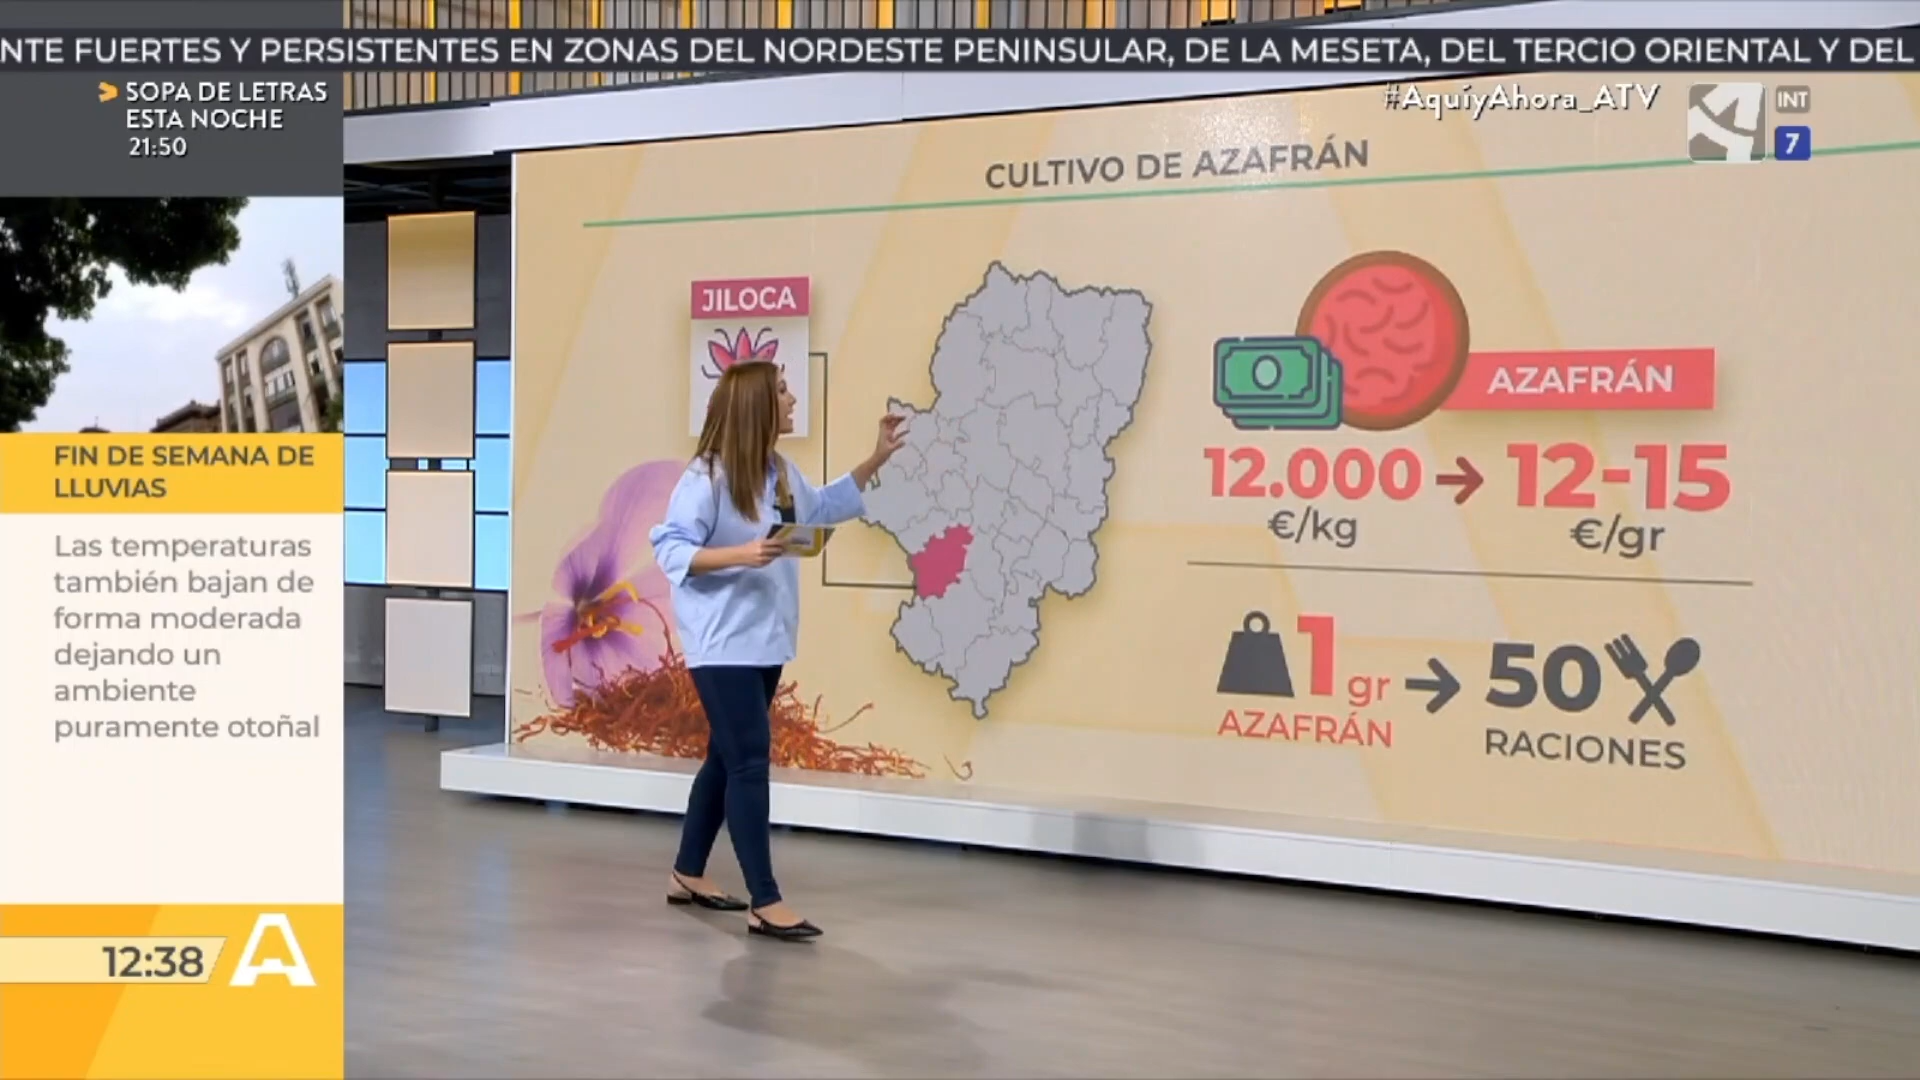 NTE FUERTES Y PERSISTENTES EN ZONAS DEL NORDESTE PENINSULAR, DE LA MESETA, DEL TERCIO ORIENTAL Y DEL
SOPA DE LETRAS
ESTA NOCHE
21:50
#AquíyAhora_ATV
INT
7
CULTIVO DE AZAFRÁN
JILOCA
AZAFRÁN
12.000 → 12-15
€/kg €/gr
1 gr → 50
AZAFRÁN RACIONES
FIN DE SEMANA DE
LLUVIAS
Las temperaturas
también bajan de
forma moderada
dejando un
ambiente
puramente otoñal
12:38
A